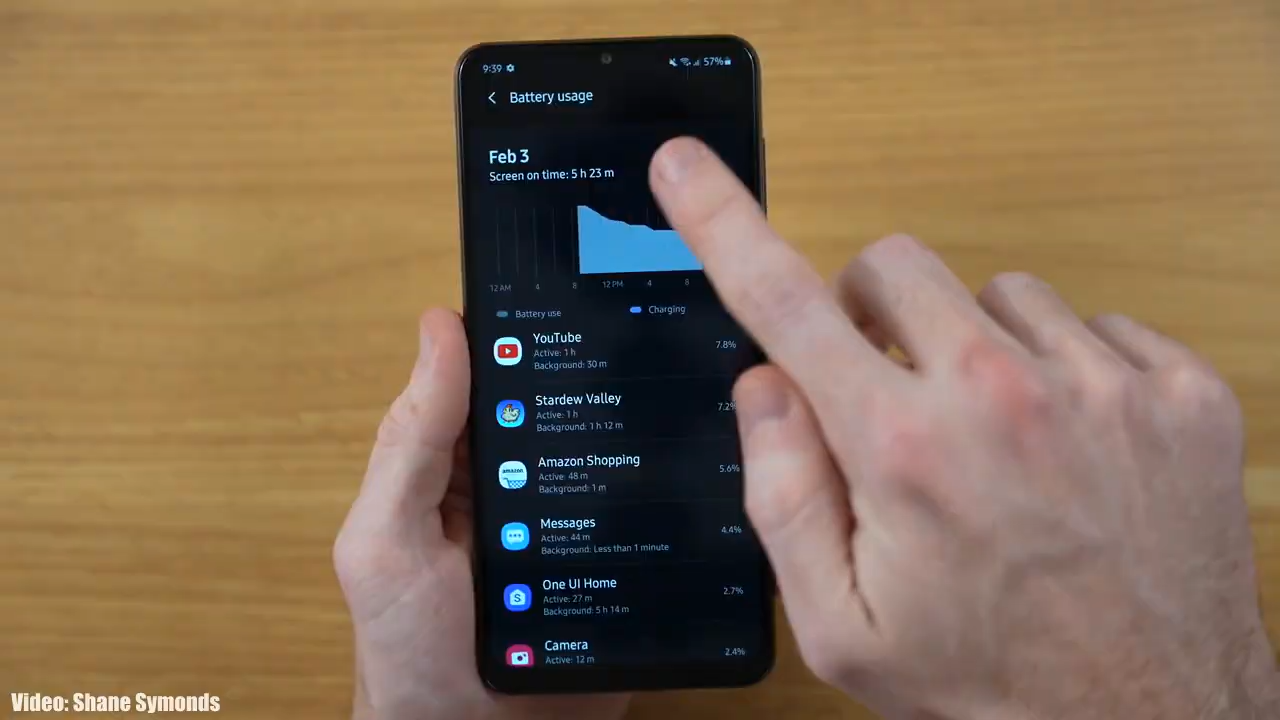 9:39 57%
Battery usage
Feb 3
Screen on time: 5 h 23 m
12 AM 4 8 12 PM 4 8
Battery use Charging
YouTube
Active: 1 h 7.8%
Background: 30 m
Stardew Valley
Active: 1 h 7.2%
Background: 1 h 12 m
amazon
Amazon Shopping
Active: 48 m 5.6%
Background: 1 m
Messages
Active: 44 m 4.4%
Background: Less than 1 minute
S
One UI Home
Active: 27 m 2.7%
Background: 5 h 14 m
Camera
Active: 12 m 2.4%
Video: Shane Symonds